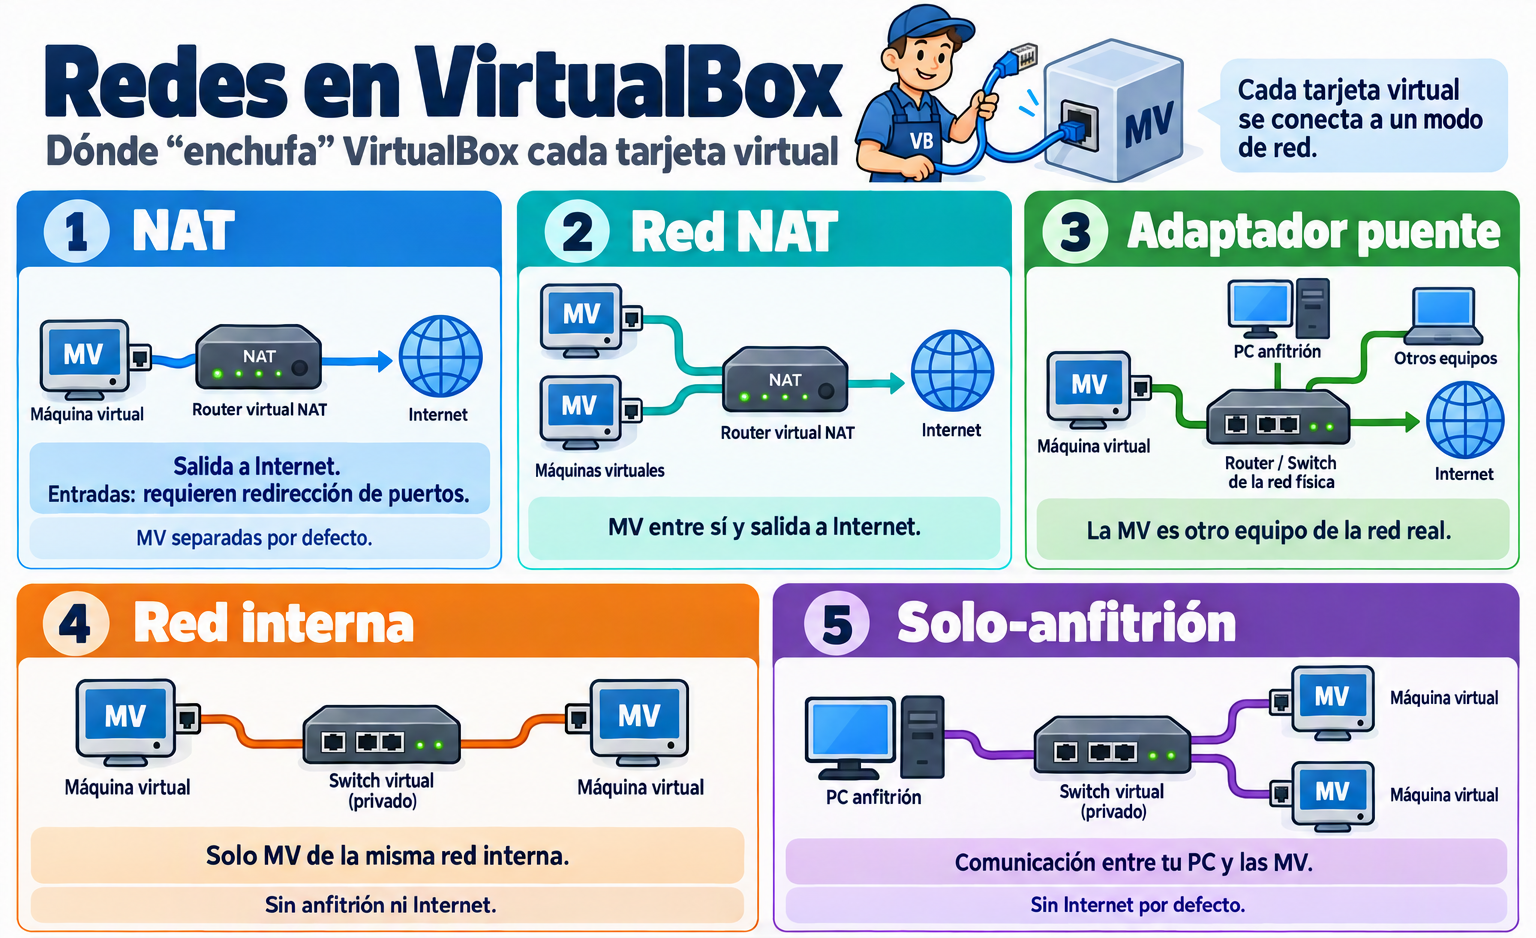 Redes en VirtualBox
Dónde “enchufa” VirtualBox cada tarjeta virtual
VB
MV
Cada tarjeta virtual
se conecta a un modo
de red.
1 NAT
MV
NAT
Máquina virtual
Router virtual NAT
Internet
Salida a Internet.
Entradas: requieren redirección de puertos.
MV separadas por defecto.
2 Red NAT
MV
MV
NAT
Máquinas virtuales
Router virtual NAT
Internet
MV entre sí y salida a Internet.
3 Adaptador puente
PC anfitrión
Otros equipos
MV
Máquina virtual
Router / Switch
de la red física
Internet
La MV es otro equipo de la red real.
4 Red interna
MV
MV
Máquina virtual
Switch virtual
(privado)
Máquina virtual
Solo MV de la misma red interna.
Sin anfitrión ni Internet.
5 Solo-anfitrión
MV
Máquina virtual
MV
Máquina virtual
PC anfitrión
Switch virtual
(privado)
Comunicación entre tu PC y las MV.
Sin Internet por defecto.